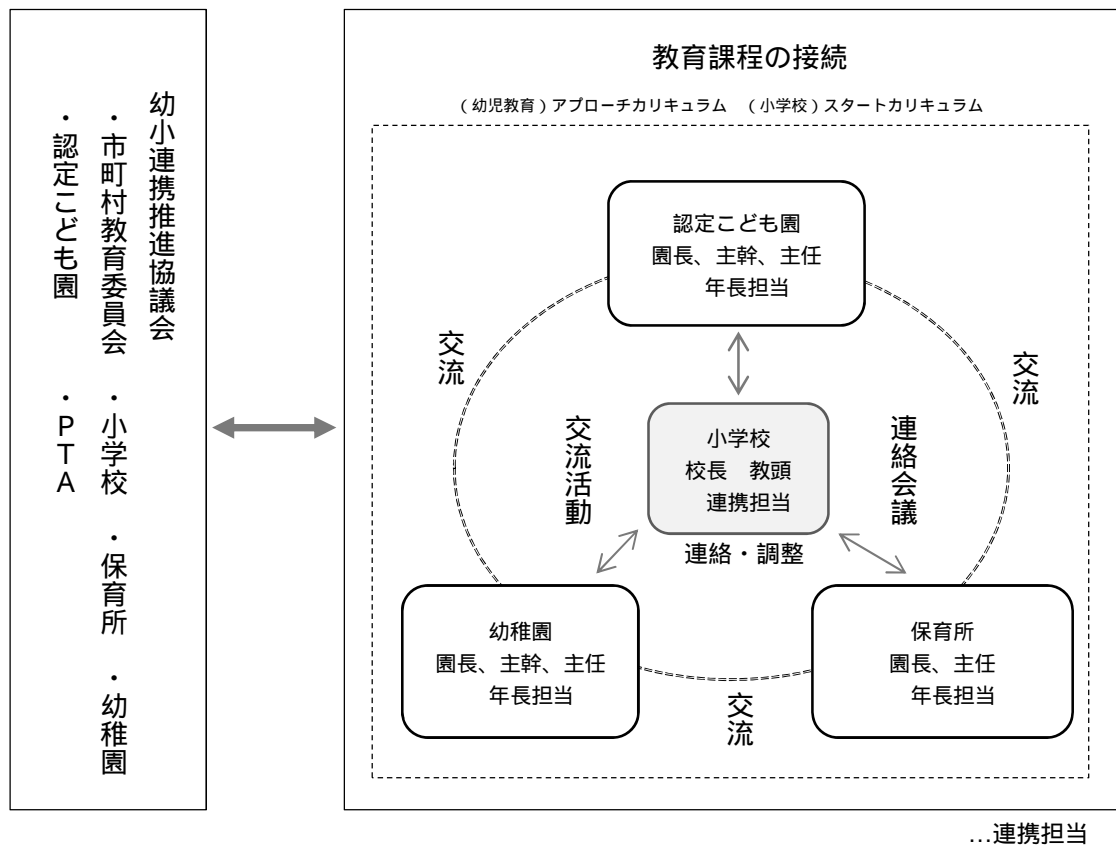 幼小連携推進協議会
・市町村教育委員会 ・小学校 ・保育所 ・幼稚園
・認定こども園 ・PTA
教育課程の接続
(幼児教育)アプローチカリキュラム (小学校)スタートカリキュラム
認定こども園
園長、主幹、主任
年長担当
交流
交流
小学校
校長 教頭
連携担当
交流活動
連絡会議
連絡・調整
幼稚園
園長、主幹、主任
年長担当
保育所
園長、主任
年長担当
交流
…連携担当